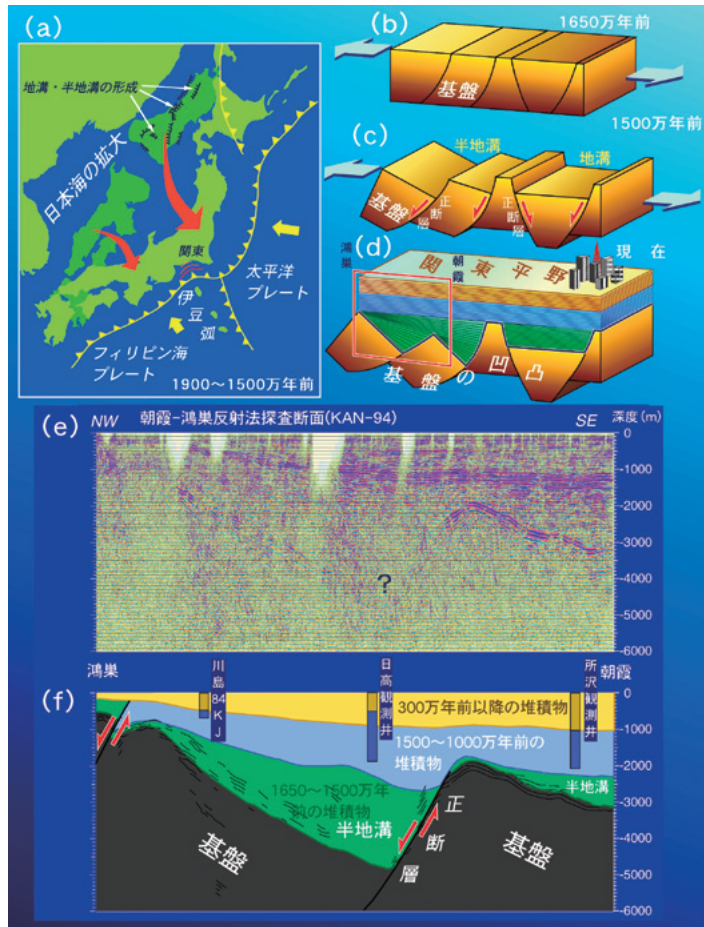 (a)
地溝・半地溝の形成
日本海の拡大
関東
伊豆弧
太平洋
プレート
フィリピン海
プレート
1900〜1500万年前
(b)
1650万年前
基盤
1500万年前
(c)
半地溝
地溝
基盤
正断層
正断層
(d)
鴻巣
朝霞
現在
関東平野
基盤の凹凸
(e)
NW
朝霞-鴻巣反射法探査断面(KAN-94)
SE
深度(m)
0
-1000
-2000
-3000
-4000
-5000
-6000
?
鴻巣
川島84KJ
日高観測井
所沢観測井
朝霞
(f)
300万年前以降の堆積物
1500〜1000万年前の
堆積物
1650〜1500万年
前の堆積物
半地溝
半地溝
正断層
基盤
基盤
0
-1000
-2000
-3000
-4000
-5000
-6000